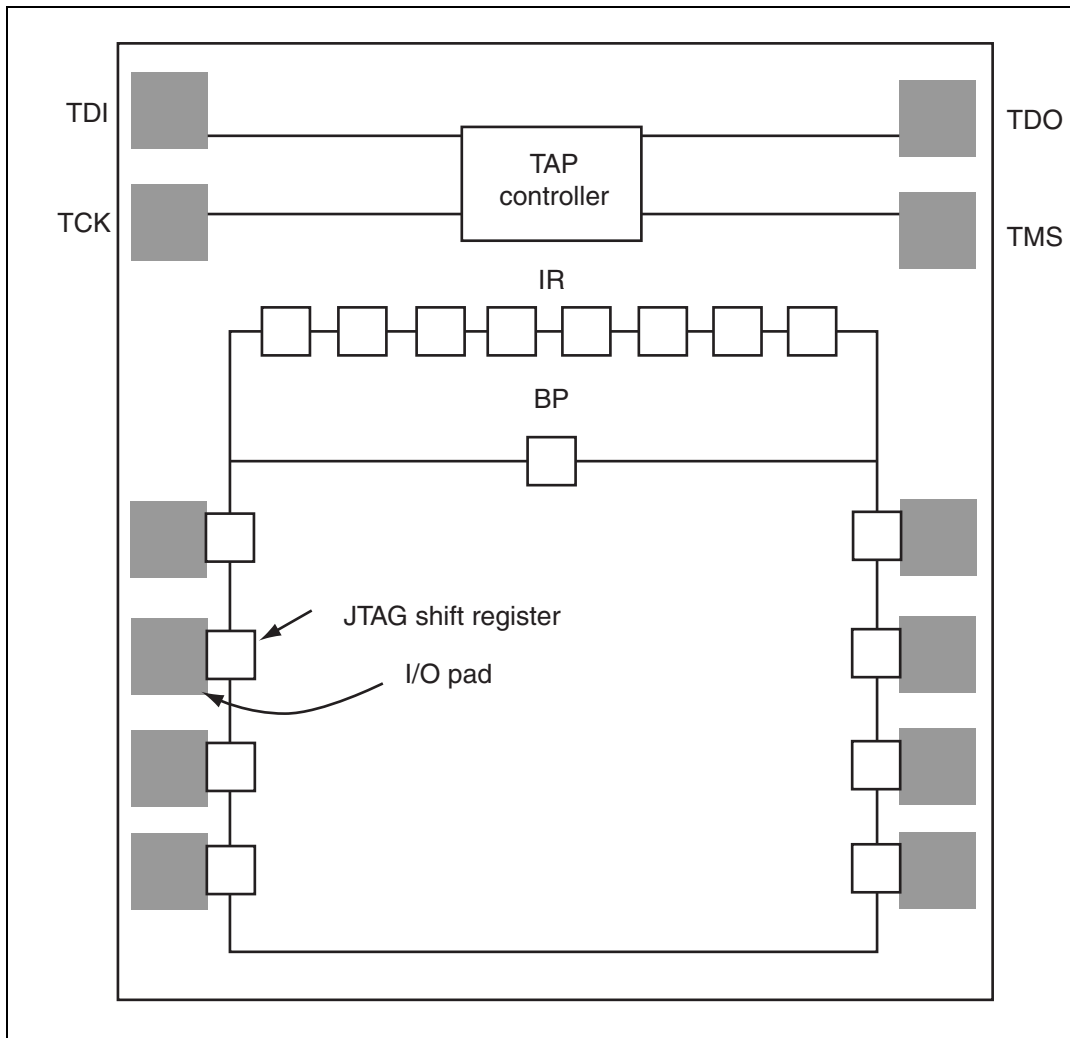 TDI
TDO
TAP
controller
TCK
TMS
IR
BP
JTAG shift register
I/O pad